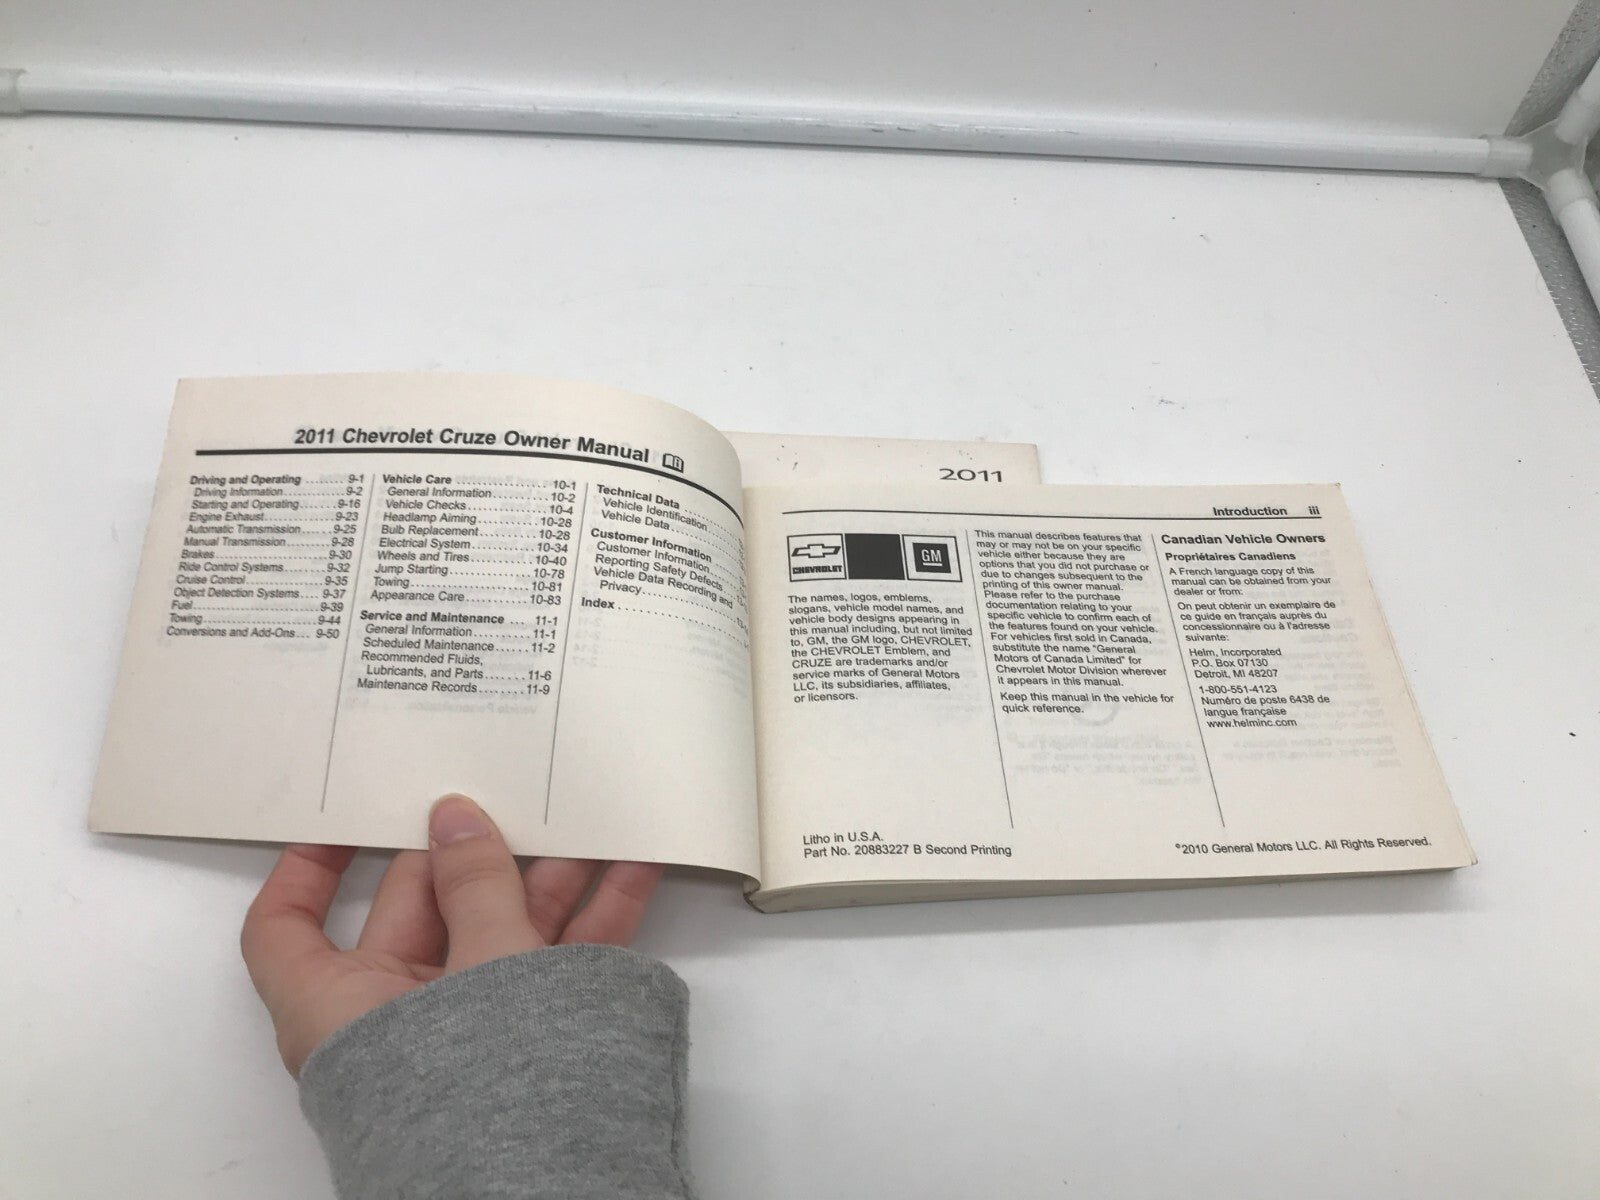 2011 Chevrolet Cruze Owner Manual
Driving and Operating ........ 9-1
Driving Information ............. 9-2
Starting and Operating ....... 9-16
Engine Exhaust ................ 9-23
Automatic Transmission ...... 9-25
Manual Transmission ......... 9-28
Brakes .......................... 9-30
Ride Control Systems ......... 9-32
Cruise Control .................. 9-35
Object Detection Systems .... 9-37
Fuel ............................. 9-39
Towing .......................... 9-44
Conversions and Add-Ons ... 9-50
Vehicle Care .................. 10-1
General Information .......... 10-2
Vehicle Checks ............... 10-4
Headlamp Aiming ............ 10-28
Bulb Replacement ........... 10-28
Electrical System ............ 10-34
Wheels and Tires ............ 10-40
Jump Starting ................ 10-78
Towing ........................ 10-81
Appearance Care ............ 10-83
Service and Maintenance ... 11-1
General Information .......... 11-1
Scheduled Maintenance ...... 11-2
Recommended Fluids,
Lubricants, and Parts ....... 11-6
Maintenance Records ........ 11-9
Technical Data
Vehicle Identification
Vehicle Data
Customer Information
Customer Information
Reporting Safety Defects
Vehicle Data Recording and
Privacy
Index
2011
Introduction iii
CHEVROLET
GM
The names, logos, emblems,
slogans, vehicle model names, and
vehicle body designs appearing in
this manual including, but not limited
to, GM, the GM logo, CHEVROLET,
the CHEVROLET Emblem, and
CRUZE are trademarks and/or
service marks of General Motors
LLC, its subsidiaries, affiliates,
or licensors.
This manual describes features that
may or may not be on your specific
vehicle either because they are
options that you did not purchase or
due to changes subsequent to the
printing of this owner manual.
Please refer to the purchase
documentation relating to your
specific vehicle to confirm each of
the features found on your vehicle.
For vehicles first sold in Canada,
substitute the name "General
Motors of Canada Limited" for
Chevrolet Motor Division wherever
it appears in this manual.
Keep this manual in the vehicle for
quick reference.
Canadian Vehicle Owners
Propriétaires Canadiens
A French language copy of this
manual can be obtained from your
dealer or from:
On peut obtenir un exemplaire de
ce guide en français auprès du
concessionnaire ou à l'adresse
suivante:
Helm, Incorporated
P.O. Box 07130
Detroit, MI 48207
1-800-551-4123
Numéro de poste 6438 de
langue française
www.helminc.com
Litho in U.S.A.
Part No. 20883227 B Second Printing
©2010 General Motors LLC. All Rights Reserved.